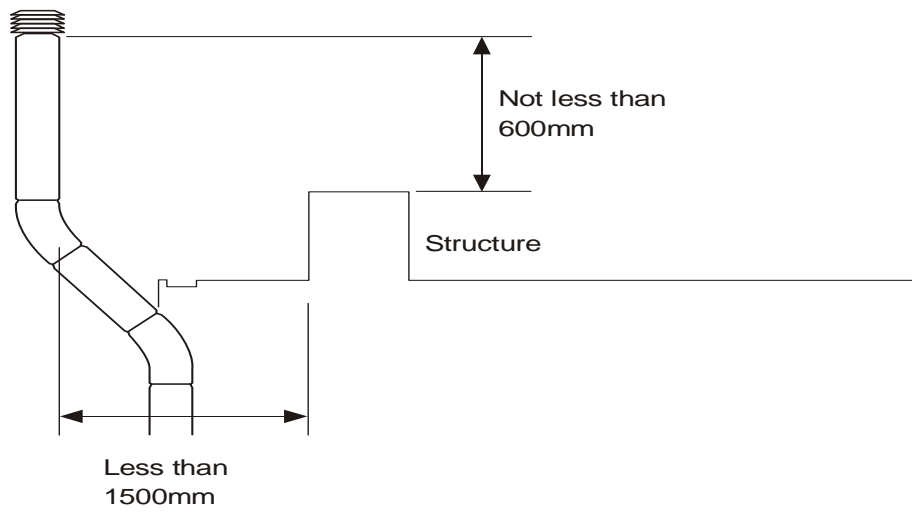 Not less than
600mm
Structure
Less than
1500mm